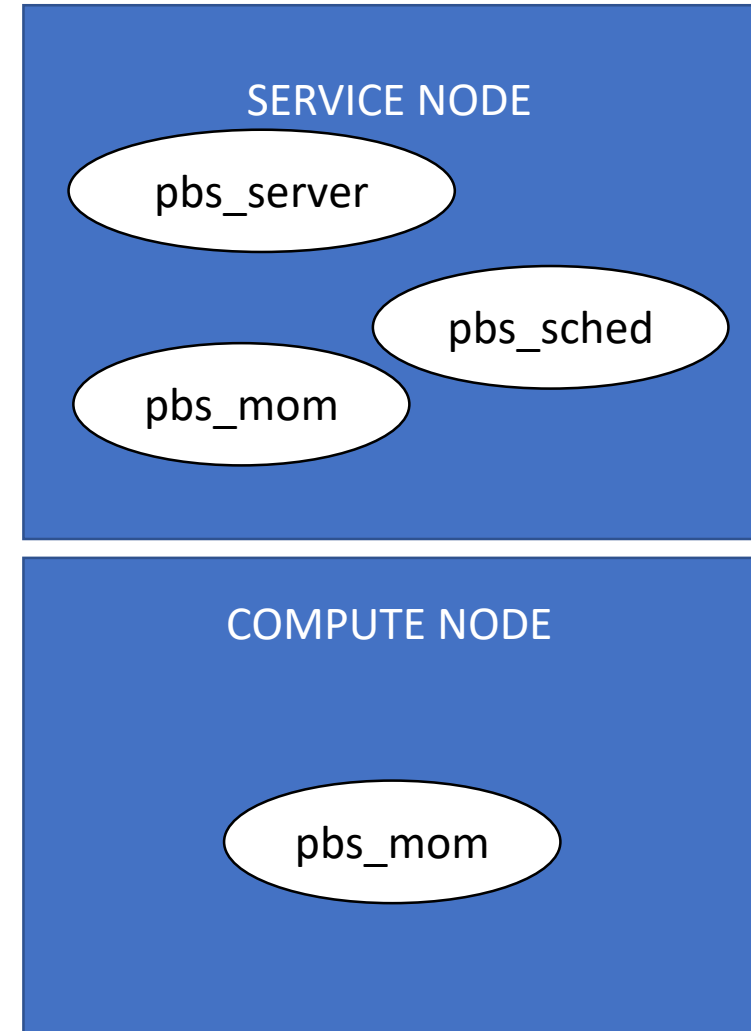 SERVICE NODE
pbs_server
pbs_sched
pbs_mom
COMPUTE NODE
pbs_mom